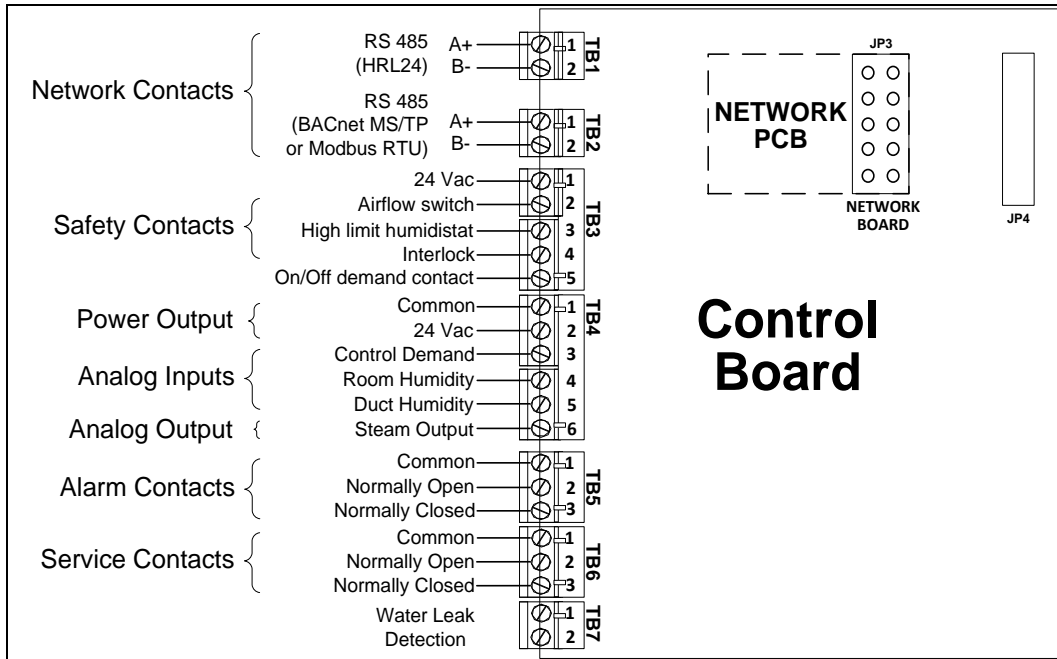 Network Contacts
RS 485
(HRL24)
A+
B-
1
2
TB1
RS 485
(BACnet MS/TP
or Modbus RTU)
A+
B-
1
2
TB2
Safety Contacts
24 Vac
1
Airflow switch
2
High limit humidistat
3
Interlock
4
On/Off demand contact
5
TB3
Power Output
Common
1
24 Vac
2
Analog Inputs
Control Demand
3
Room Humidity
4
Duct Humidity
5
Analog Output
Steam Output
6
TB4
Alarm Contacts
Common
1
Normally Open
2
Normally Closed
3
TB5
Service Contacts
Common
1
Normally Open
2
Normally Closed
3
TB6
Water Leak
Detection
1
2
TB7
JP3
NETWORK
PCB
NETWORK
BOARD
JP4
Control
Board